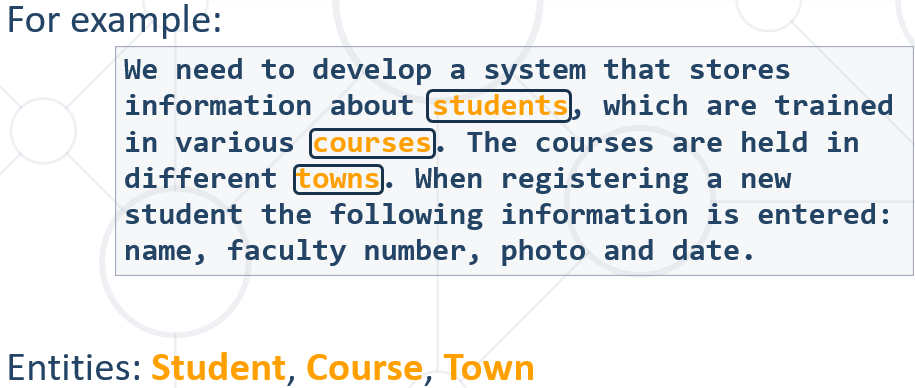 For example:
We need to develop a system that stores
information about students, which are trained
in various courses. The courses are held in
different towns. When registering a new
student the following information is entered:
name, faculty number, photo and date.
Entities: Student, Course, Town